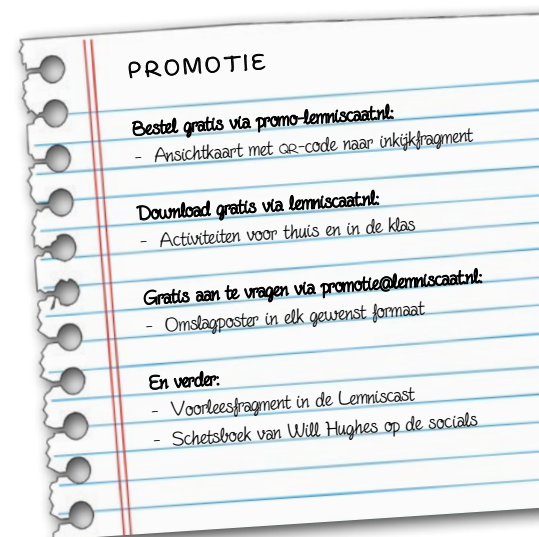 PROMOTIE
Bestel gratis via promo-lemniscaat.nl:
- Ansichtkaart met QR-code naar inkijkfragment
Download gratis via lemniscaat.nl:
- Activiteiten voor thuis en in de klas
Gratis aan te vragen via promotie@lemniscaat.nl:
- Omslagposter in elk gewenst formaat
En verder:
- Voorleesfragment in de Lemniscast
- Schetsboek van Will Hughes op de socials